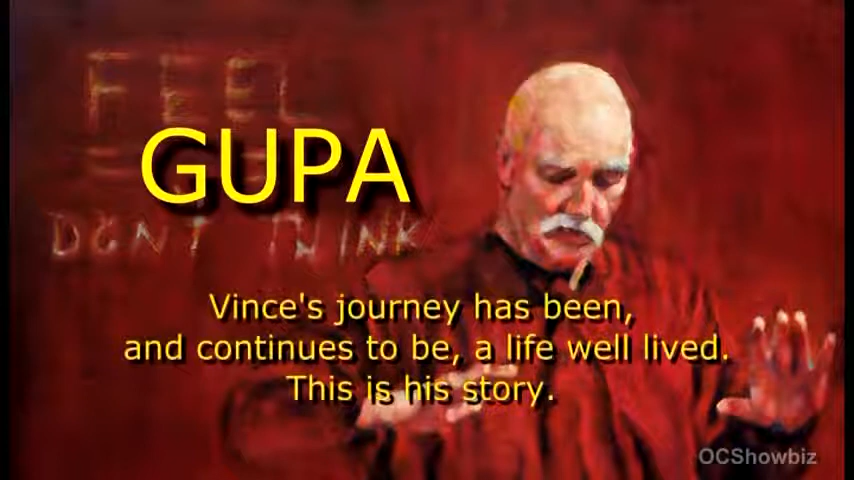 FEEL
GUPA
DON'T THINK
Vince's journey has been,
and continues to be, a life well lived.
This is his story.
OCShowbiz